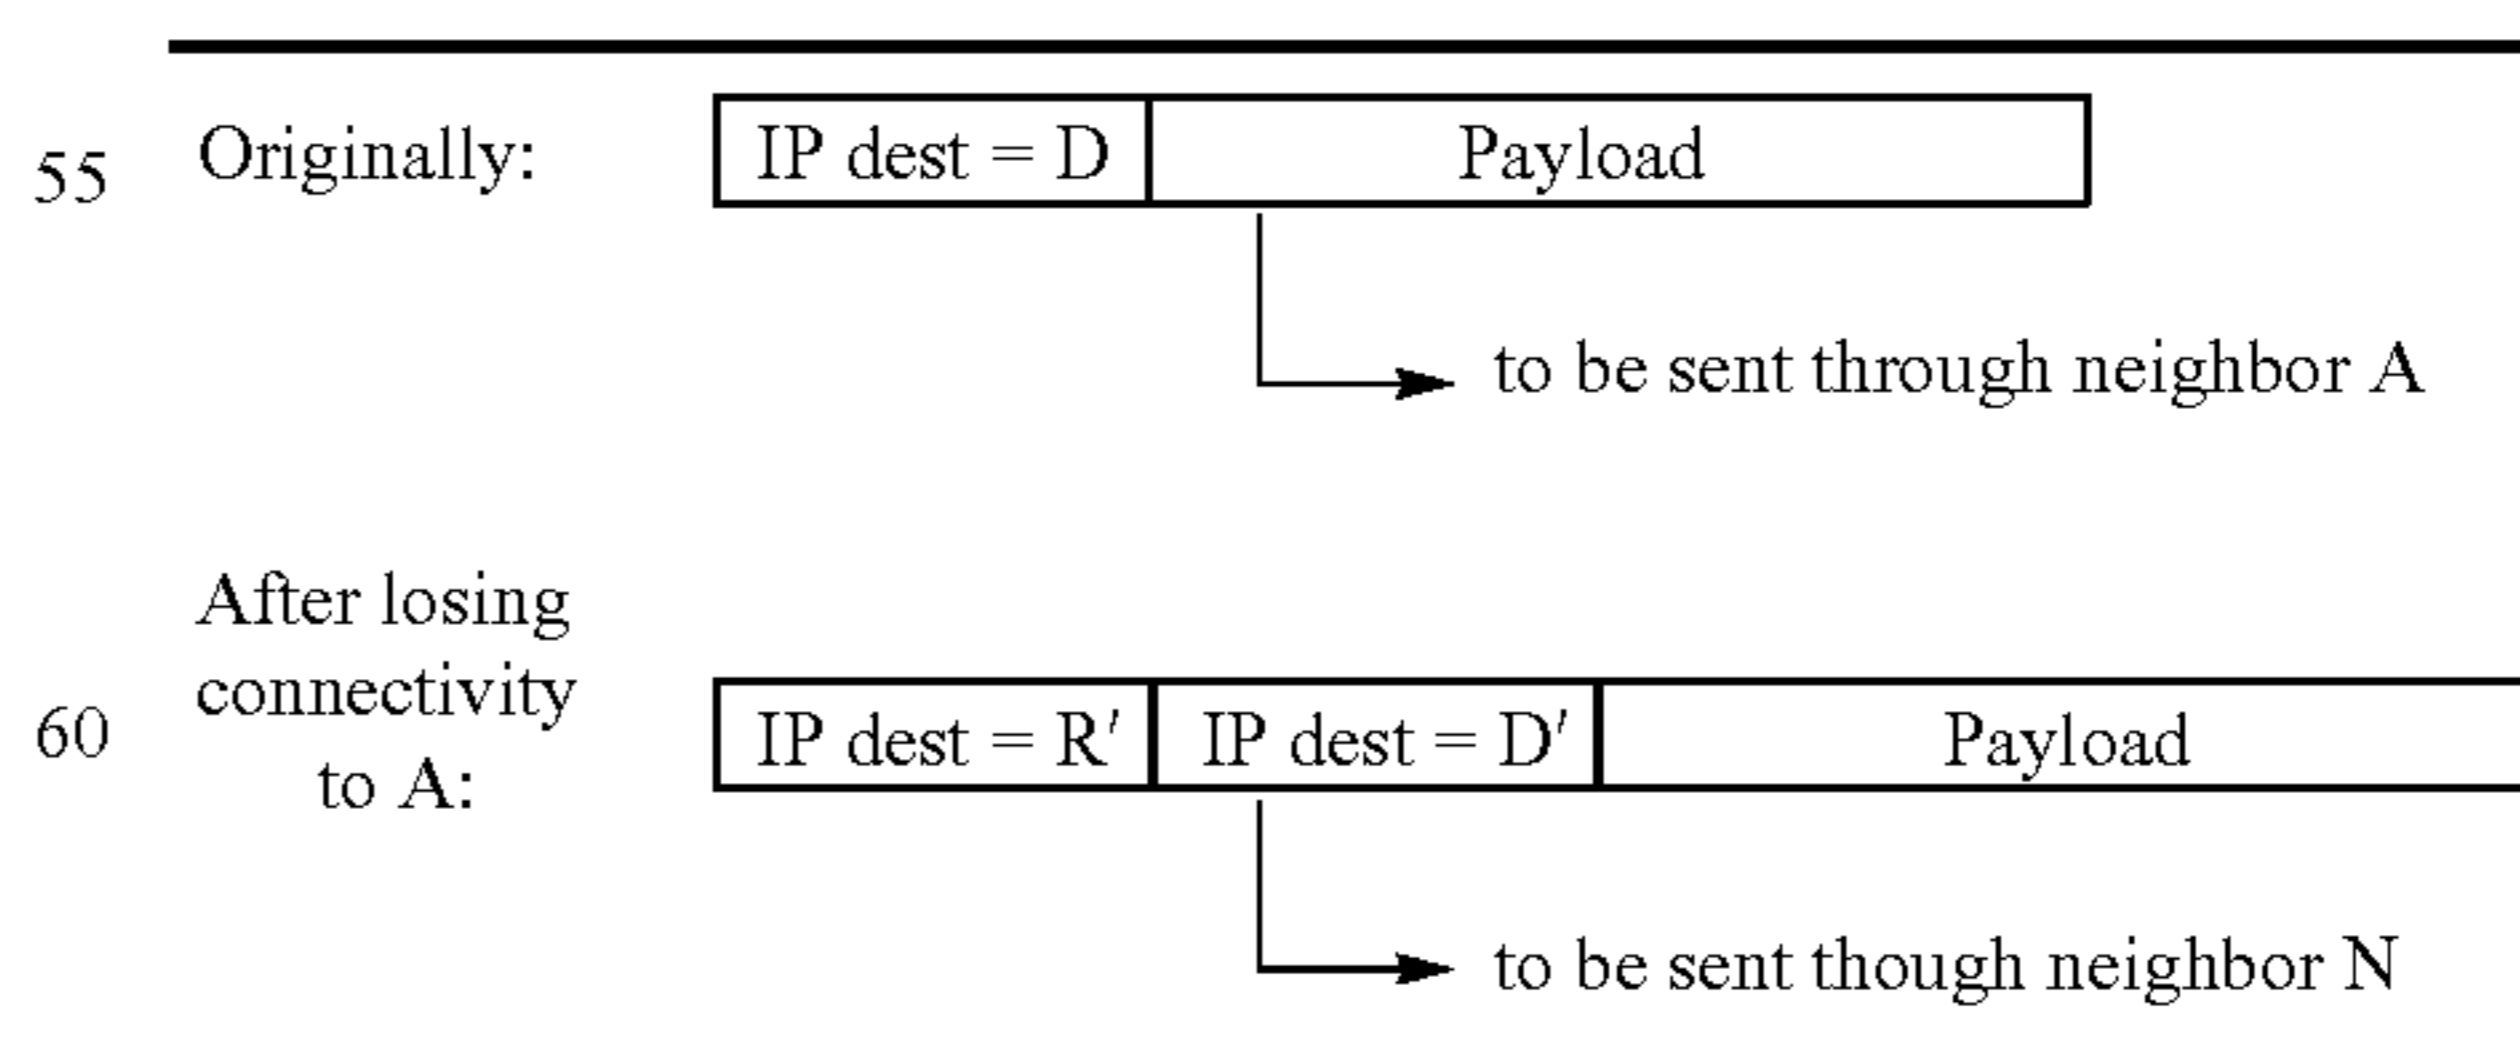 55 Originally: IP dest = D Payload
to be sent through neighbor A
After losing
connectivity
60 IP dest = R′ IP dest = D′ Payload
to A:
to be sent though neighbor N